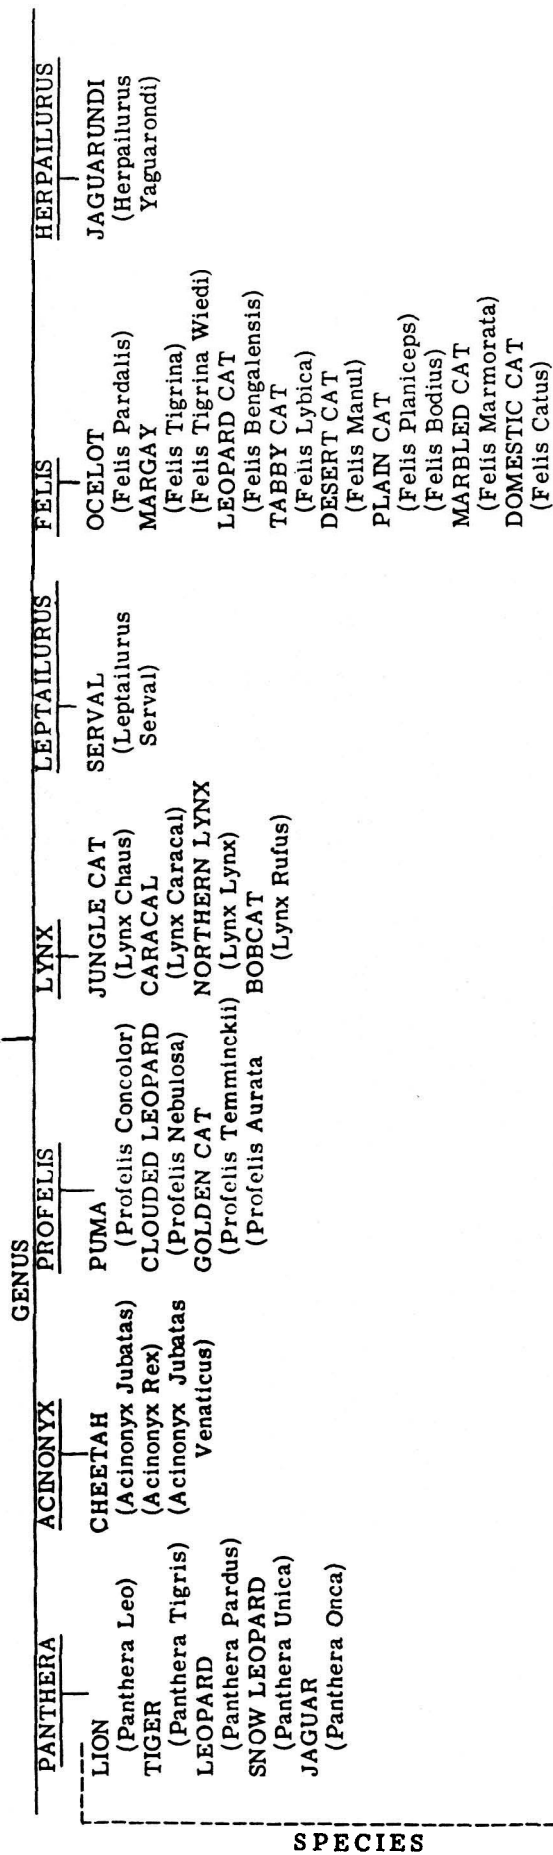 GENUS
PANTHERA
LION
(Panthera Leo)
TIGER
(Panthera Tigris)
LEOPARD
(Panthera Pardus)
SNOW LEOPARD
(Panthera Unica)
JAGUAR
(Panthera Onca)
ACINONYX
CHEETAH
(Acinonyx Jubatas)
(Acinonyx Rex)
(Acinonyx Jubatas
Venaticus)
PROFELIS
PUMA
(Profelis Concolor)
CLOUDED LEOPARD
(Profelis Nebulosa)
GOLDEN CAT
(Profelis Temminckii)
(Profelis Aurata
LYNX
JUNGLE CAT
(Lynx Chaus)
CARACAL
(Lynx Caracal)
NORTHERN LYNX
(Lynx Lynx)
BOBCAT
(Lynx Rufus)
LEPTAILURUS
SERVAL
(Leptailurus
Serval)
FELIS
OCELOT
(Felis Pardalis)
MARGAY
(Felis Tigrina)
(Felis Tigrina Wiedi)
LEOPARD CAT
(Felis Bengalensis)
TABBY CAT
(Felis Lybica)
DESERT CAT
(Felis Manul)
PLAIN CAT
(Felis Planiceps)
(Felis Bodius)
MARBLED CAT
(Felis Marmorata)
DOMESTIC CAT
(Felis Catus)
HERPAILURUS
JAGUARUNDI
(Herpailurus
Yaguarondi)
SPECIES